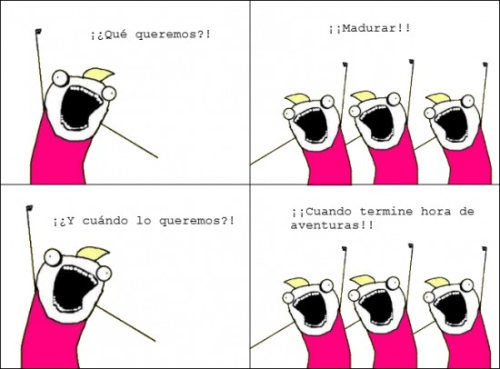 ¡¿Qué queremos?!
¡¡Madurar!!
¡¿Y cuándo lo queremos?!
¡¡Cuando termine hora de
aventuras!!